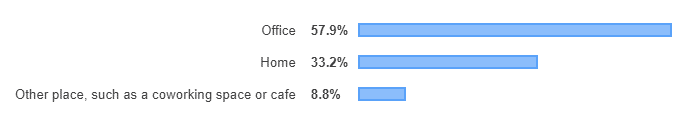 Office 57.9%
Home 33.2%
Other place, such as a coworking space or cafe 8.8%